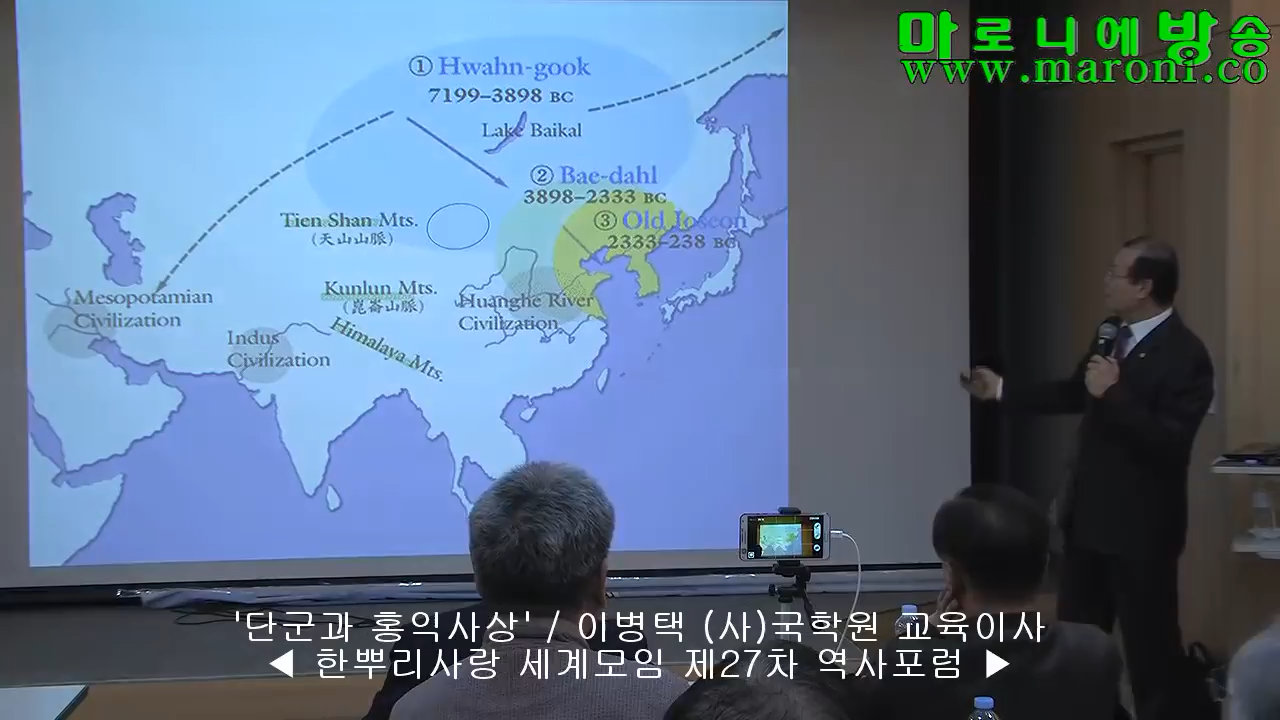 마로니에방송
www.maroni.co
① Hwahn-gook
7199–3898 BC
Lake Baikal
② Bae-dahl
3898–2333 BC
③ Old Joseon
2333–238 BC
Tien Shan Mts.
(天山山脈)
Kunlun Mts.
(崑崙山脈)
Himalaya Mts.
Mesopotamian
Civilization
Indus
Civilization
Huanghe River
Civilization
'단군과 홍익사상' / 이병택 (사)국학원 교육이사
◀ 한뿌리사랑 세계모임 제27차 역사포럼 ▶